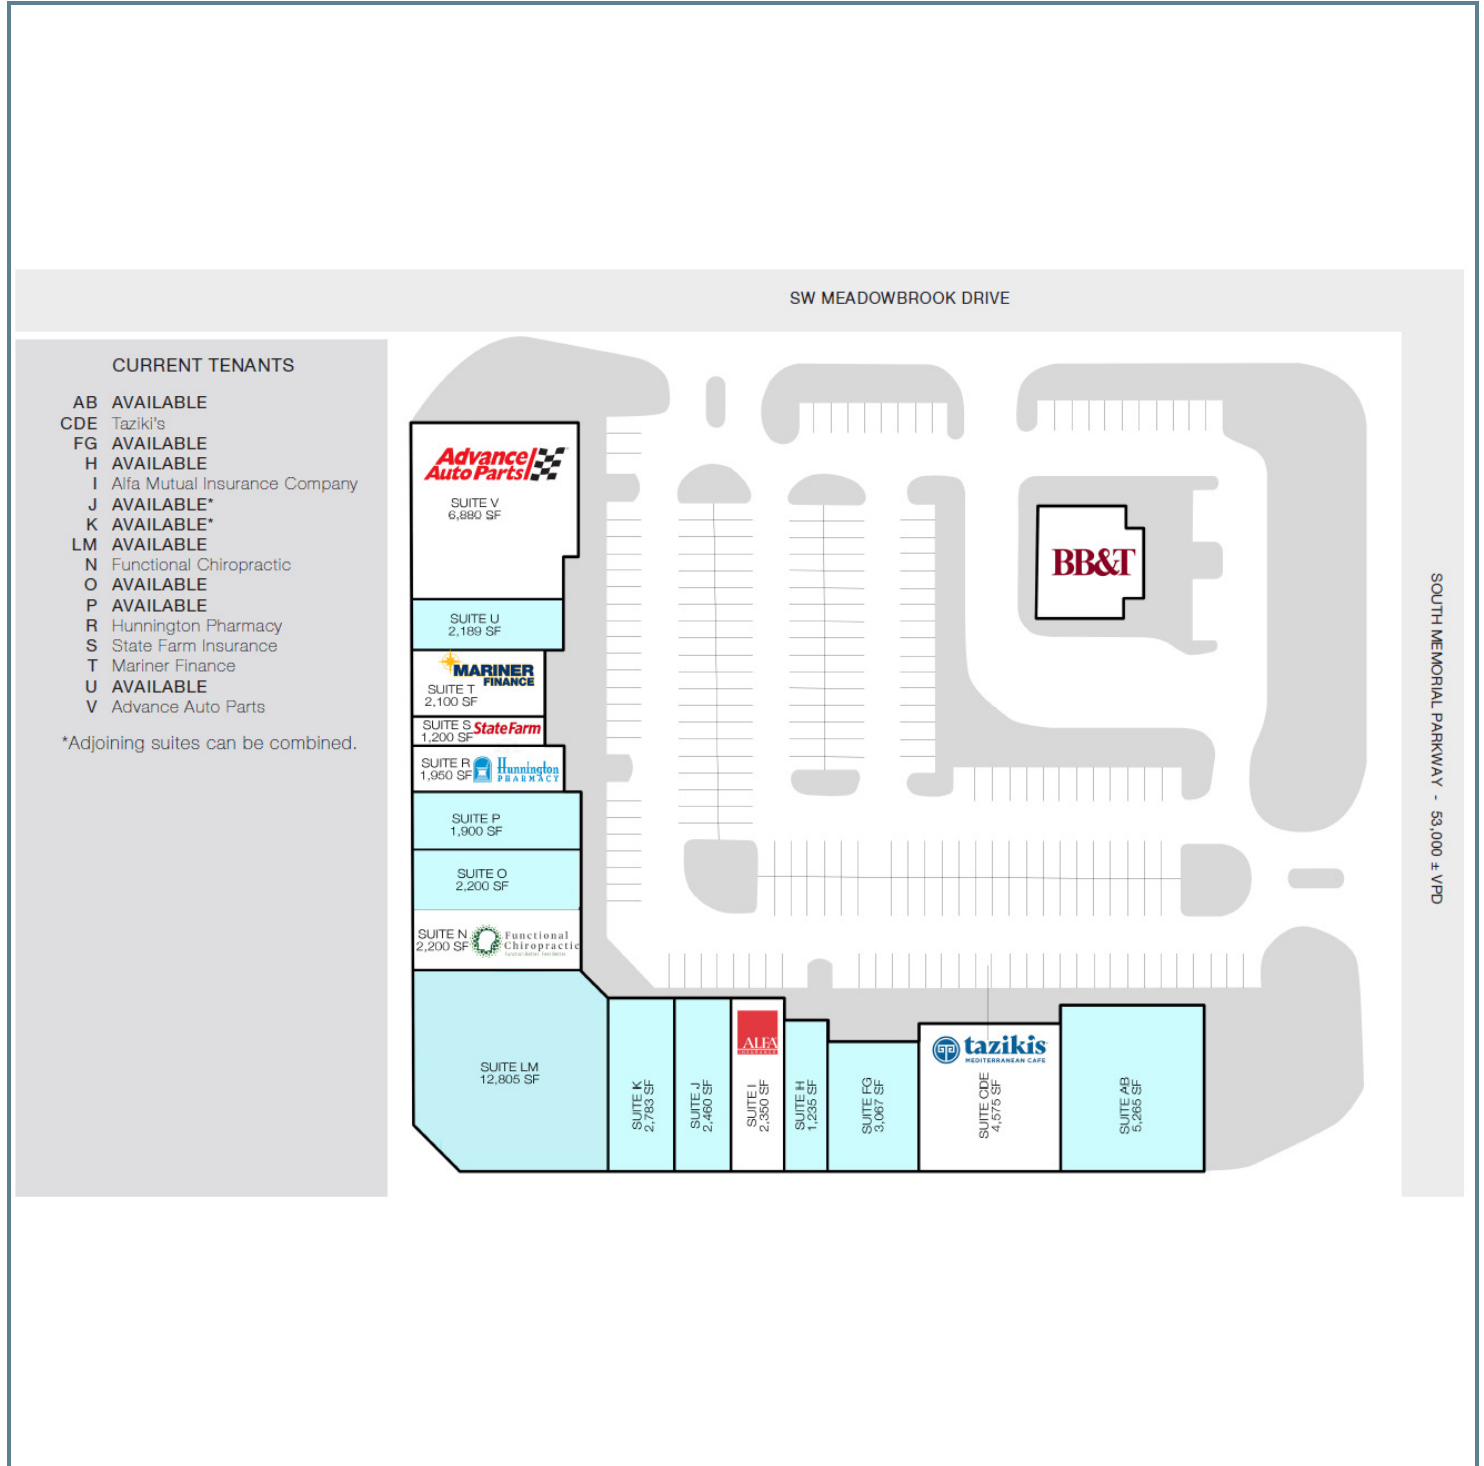 SW MEADOWBROOK DRIVE
CURRENT TENANTS
AB AVAILABLE
CDE Taziki's
FG AVAILABLE
H AVAILABLE
I Alfa Mutual Insurance Company
J AVAILABLE*
K AVAILABLE*
LM AVAILABLE
N Functional Chiropractic
O AVAILABLE
P AVAILABLE
R Hunnington Pharmacy
S State Farm Insurance
T Mariner Finance
U AVAILABLE
V Advance Auto Parts
*Adjoining suites can be combined.
Advance
Auto Parts
SUITE V
6,880 SF
SUITE U
2,189 SF
MARINER
FINANCE
SUITE T
2,100 SF
SUITE S
1,200 SF
StateFarm
SUITE R
1,950 SF
Hunnington
PHARMACY
SUITE P
1,900 SF
SUITE O
2,200 SF
SUITE N
2,200 SF
Functional
Chiropractic
Function Better. Feel Better.
SUITE LM
12,805 SF
SUITE K
2,783 SF
SUITE J
2,460 SF
ALFA
INSURANCE
SUITE I
2,350 SF
SUITE H
1,235 SF
SUITE FG
3,067 SF
tazikis
MEDITERRANEAN CAFE
SUITE CDE
4,575 SF
SUITE AB
5,265 SF
BB&T
SOUTH MEMORIAL PARKWAY - 53,000 ± VPD